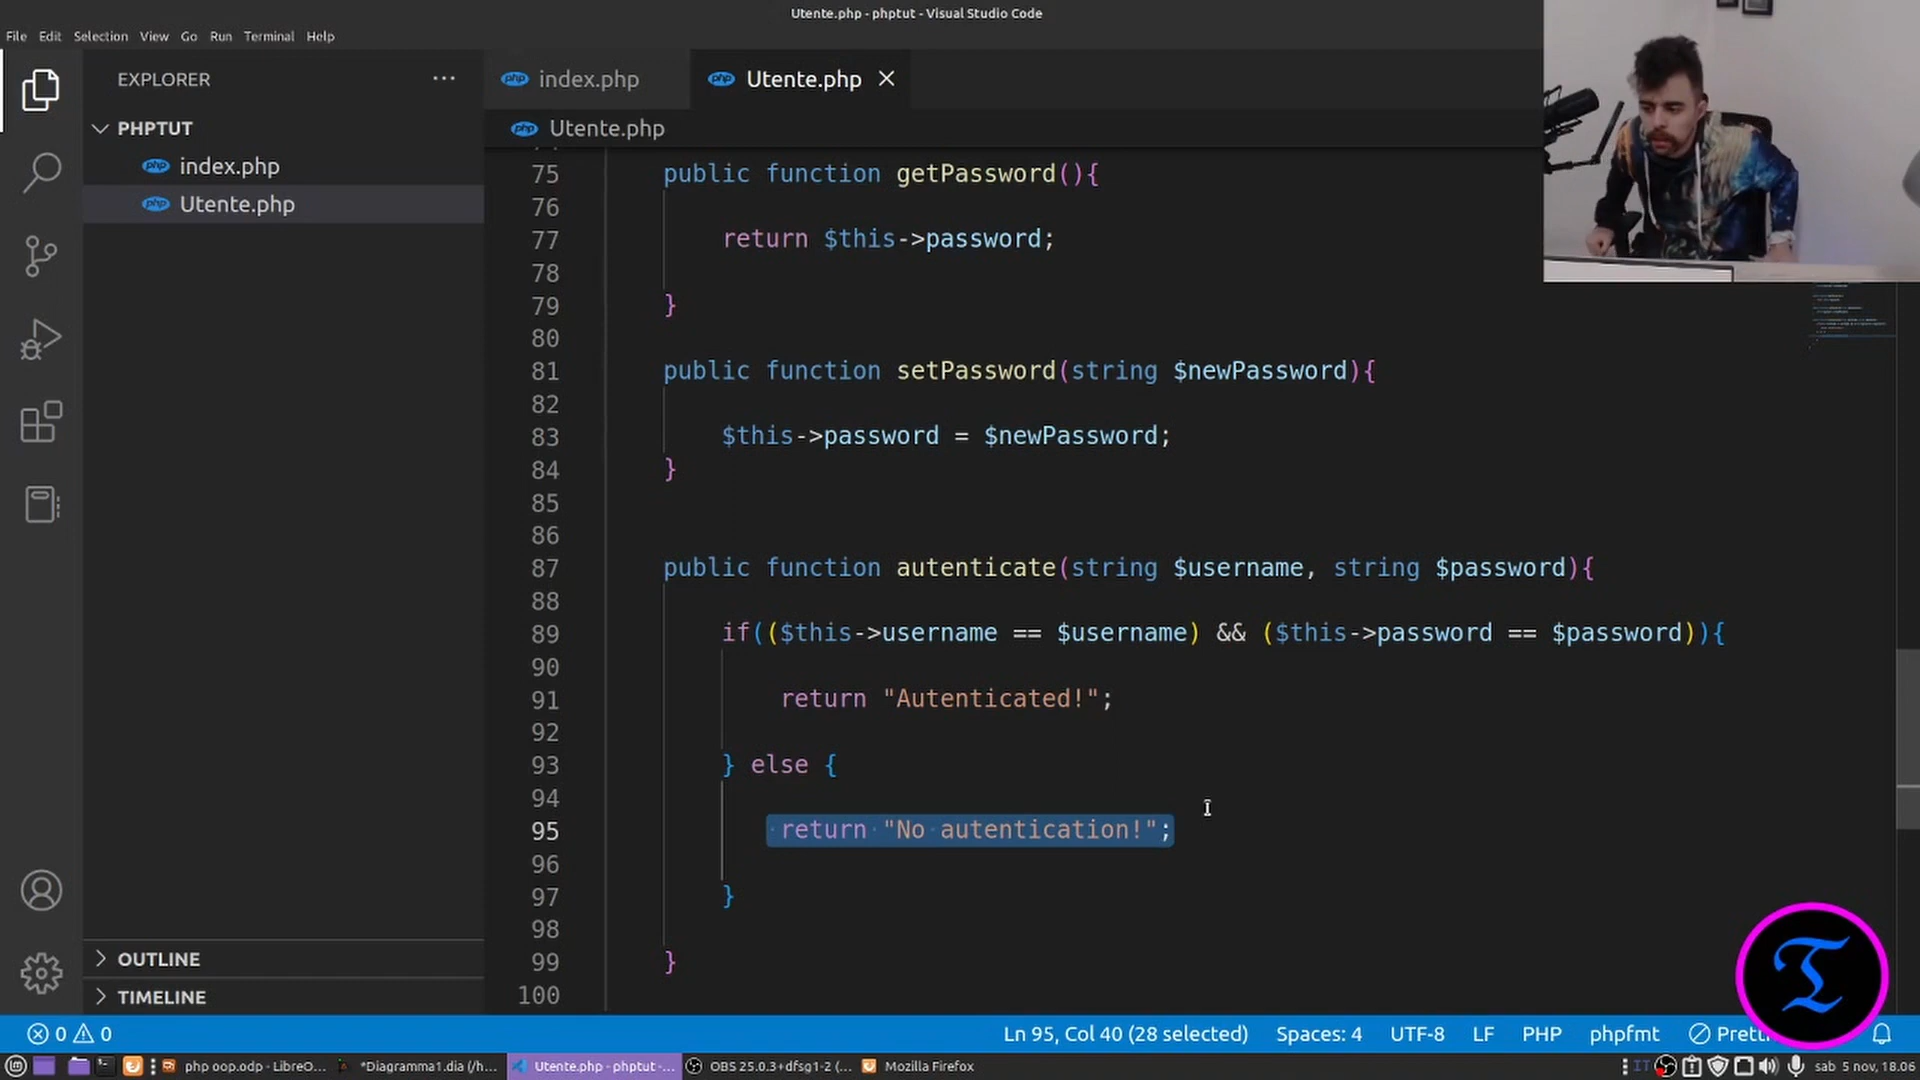 Utente.php - phptut - Visual Studio Code
File Edit Selection View Go Run Terminal Help
EXPLORER
PHPTUT
index.php
Utente.php
OUTLINE
TIMELINE
index.php
Utente.php
Utente.php
75 public function getPassword(){
76
77 return $this->password;
78
79 }
80
81 public function setPassword(string $newPassword){
82
83 $this->password = $newPassword;
84 }
85
86
87 public function autenticate(string $username, string $password){
88
89 if(($this->username == $username) && ($this->password == $password)){
90
91 return "Autenticated!";
92
93 } else {
94
95 return "No autentication!";
96
97 }
98
99 }
100
0 0
Ln 95, Col 40 (28 selected) Spaces: 4 UTF-8 LF PHP phpfmt
php oop.odp - LibreO... *Diagramma1.dia (/h... Utente.php - phptut -... OBS 25.0.3+dfsg1-2 (... Mozilla Firefox IT sab 5 nov, 18.06